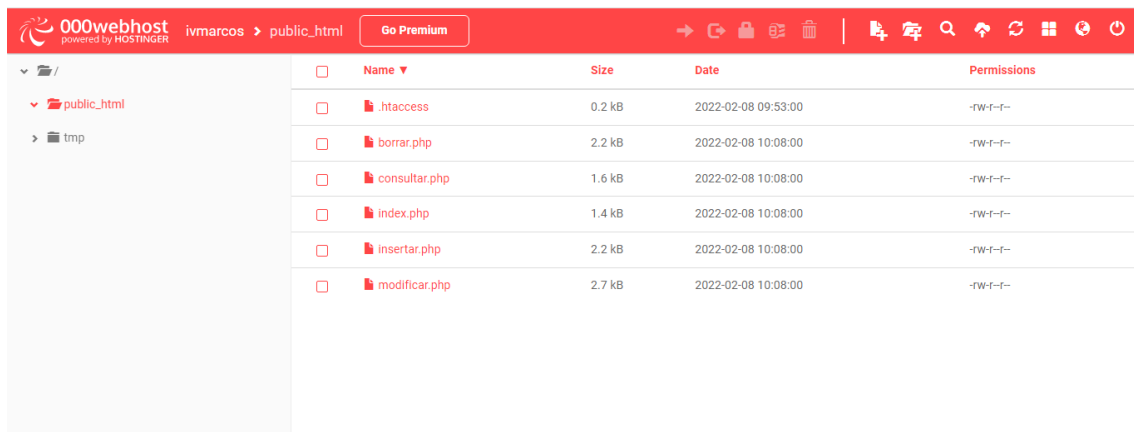 000webhost
powered by HOSTINGER
ivmarcos > public_html
Go Premium
/
public_html
tmp
Name ▼ Size Date Permissions
.htaccess 0.2 kB 2022-02-08 09:53:00 -rw-r--r--
borrar.php 2.2 kB 2022-02-08 10:08:00 -rw-r--r--
consultar.php 1.6 kB 2022-02-08 10:08:00 -rw-r--r--
index.php 1.4 kB 2022-02-08 10:08:00 -rw-r--r--
insertar.php 2.2 kB 2022-02-08 10:08:00 -rw-r--r--
modificar.php 2.7 kB 2022-02-08 10:08:00 -rw-r--r--